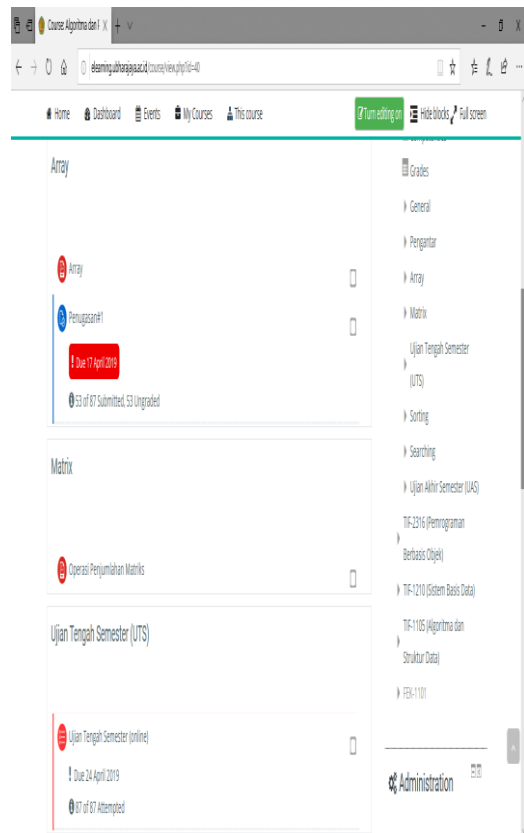 Course: Algoritma dan F
elearning.ubharajaya.ac.id/course/view.php?id=40
Home Dashboard Events My Courses This course Turn editing on Hide blocks Full screen
Array
Array
Penugasan#1
! Due 17 April 2019
53 of 87 Submitted, 53 Ungraded
Matrix
Operasi Penjumlahan Matriks
Ujian Tengah Semester (UTS)
Ujian Tengah Semester (online)
! Due 24 April 2019
87 of 87 Attempted
Grades
General
Pengantar
Array
Matrix
Ujian Tengah Semester
(UTS)
Sorting
Searching
Ujian Akhir Semester (UAS)
TIF-2316 (Pemrograman
Berbasis Objek)
TIF-1210 (Sistem Basis Data)
TIF-1105 (Algoritma dan
Struktur Data)
FEK-1101
Administration